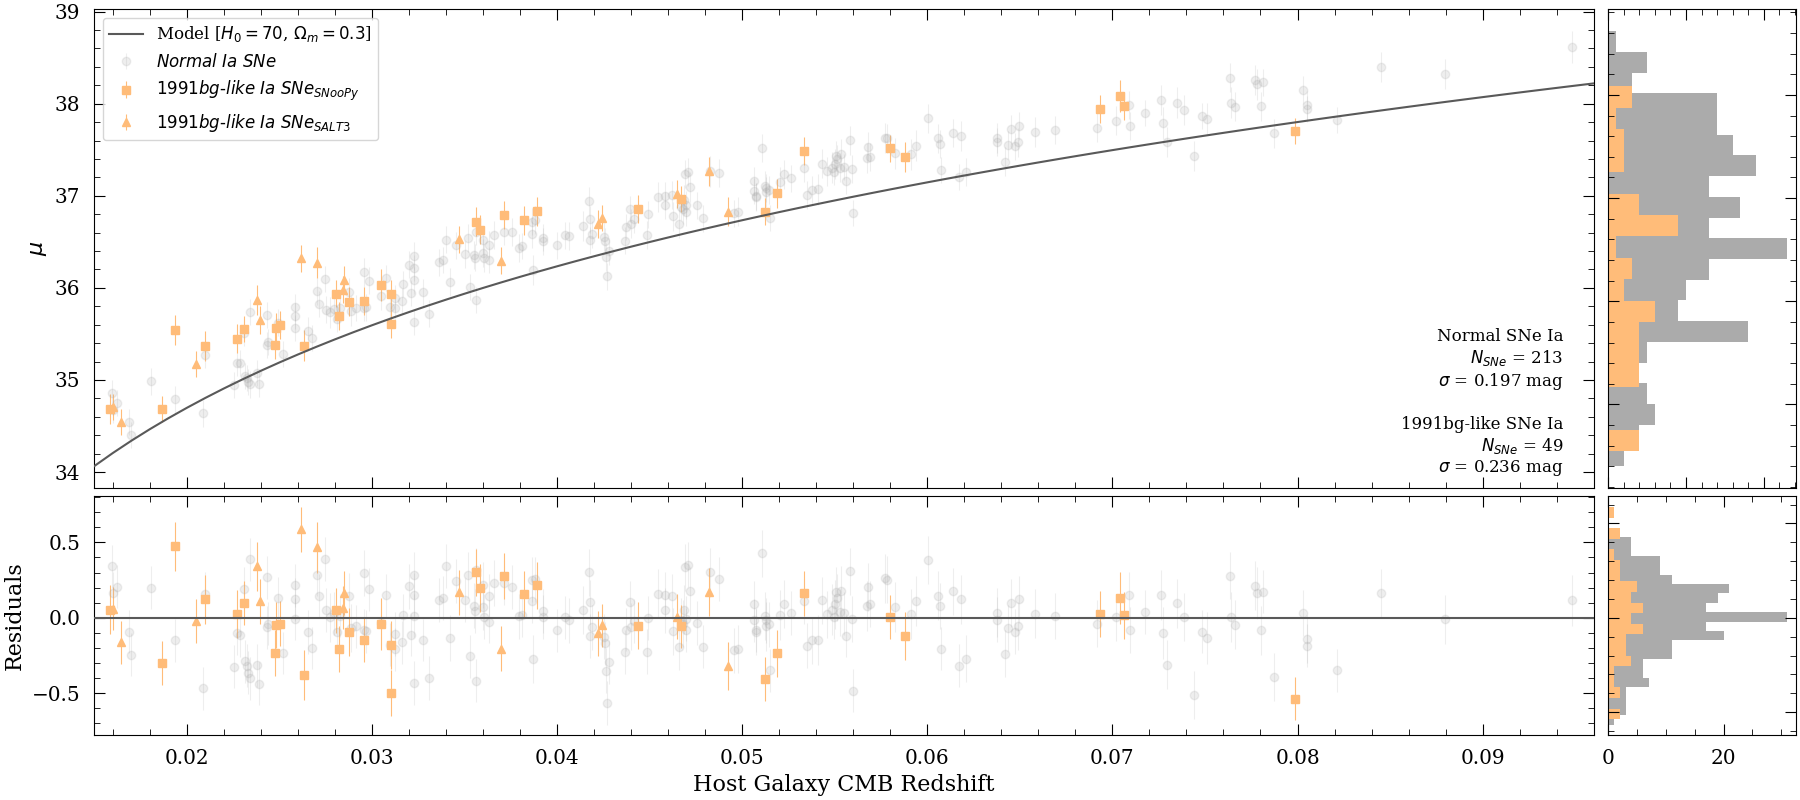 39
38
37
36
35
34
μ
Model [H₀ = 70, Ωₘ = 0.3]
Normal Ia SNe
1991bg-like Ia SNe_SNooPy
1991bg-like Ia SNe_SALT3
Normal SNe Ia
N_SNe = 213
σ = 0.197 mag
1991bg-like SNe Ia
N_SNe = 49
σ = 0.236 mag
0.5
0.0
−0.5
Residuals
0.02 0.03 0.04 0.05 0.06 0.07 0.08 0.09
0 20
Host Galaxy CMB Redshift